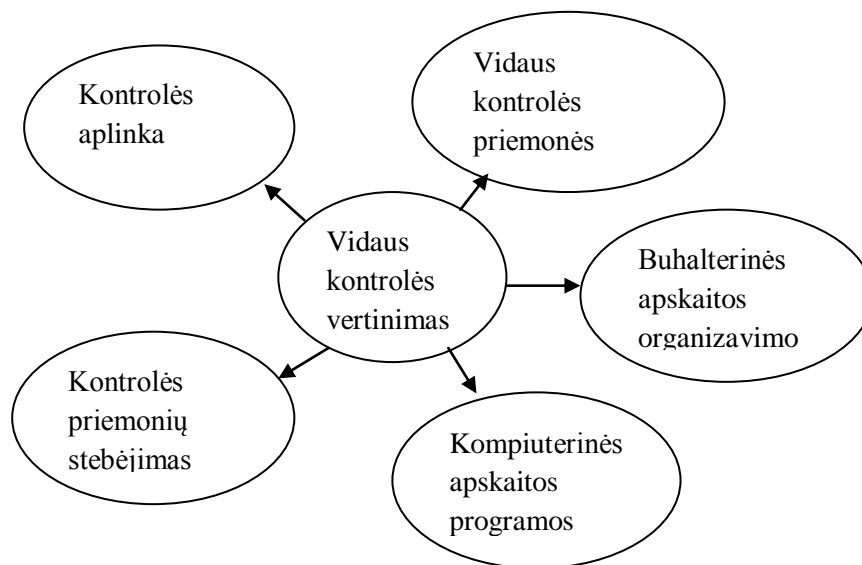 Kontrolės
aplinka
Vidaus
kontrolės
priemonės
Vidaus
kontrolės
vertinimas
Buhalterinės
apskaitos
organizavimo
Kontrolės
priemonių
stebėjimas
Kompiuterinės
apskaitos
programos